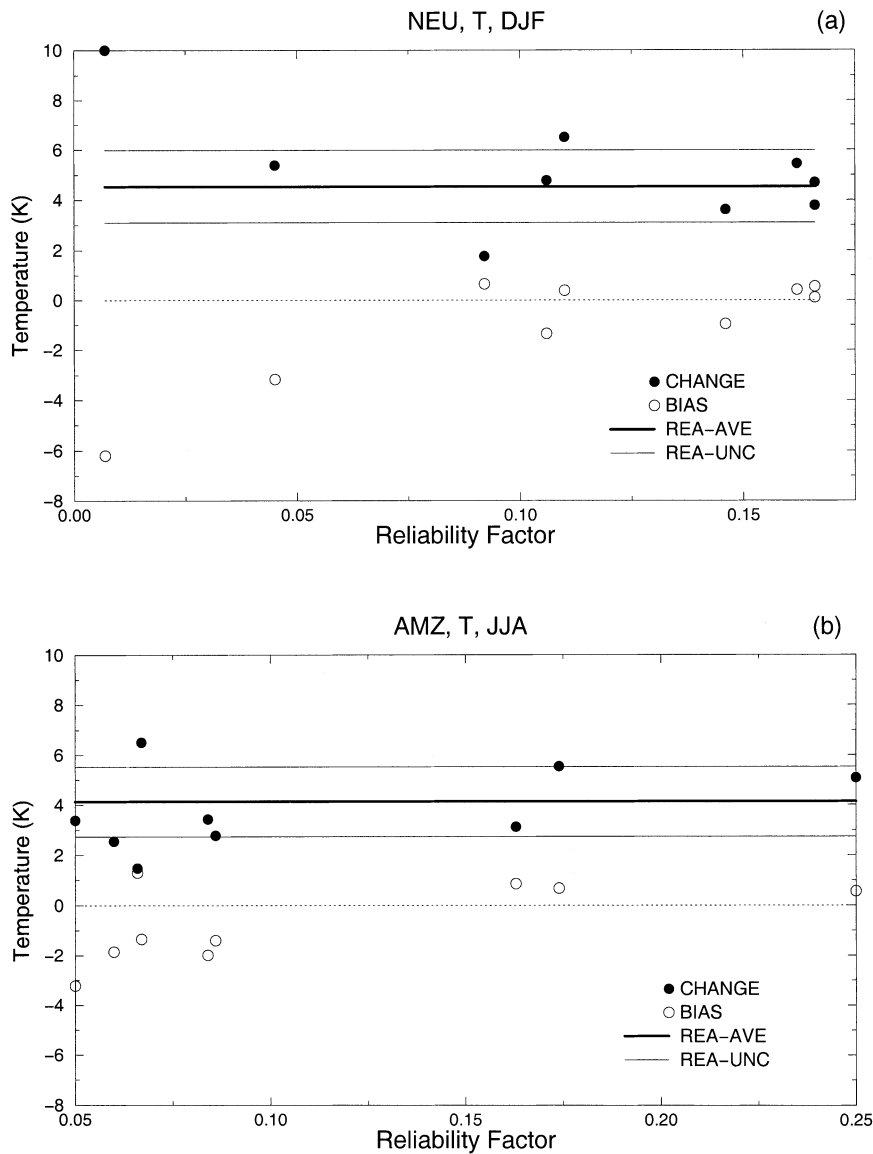 NEU, T, DJF (a)
10
8
6
4
2
0
−2
−4
−6
−8
Temperature (K)
CHANGE
BIAS
REA−AVE
REA−UNC
0.00 0.05 0.10 0.15
Reliability Factor
AMZ, T, JJA (b)
10
8
6
4
2
0
−2
−4
−6
−8
Temperature (K)
CHANGE
BIAS
REA−AVE
REA−UNC
0.05 0.10 0.15 0.20 0.25
Reliability Factor